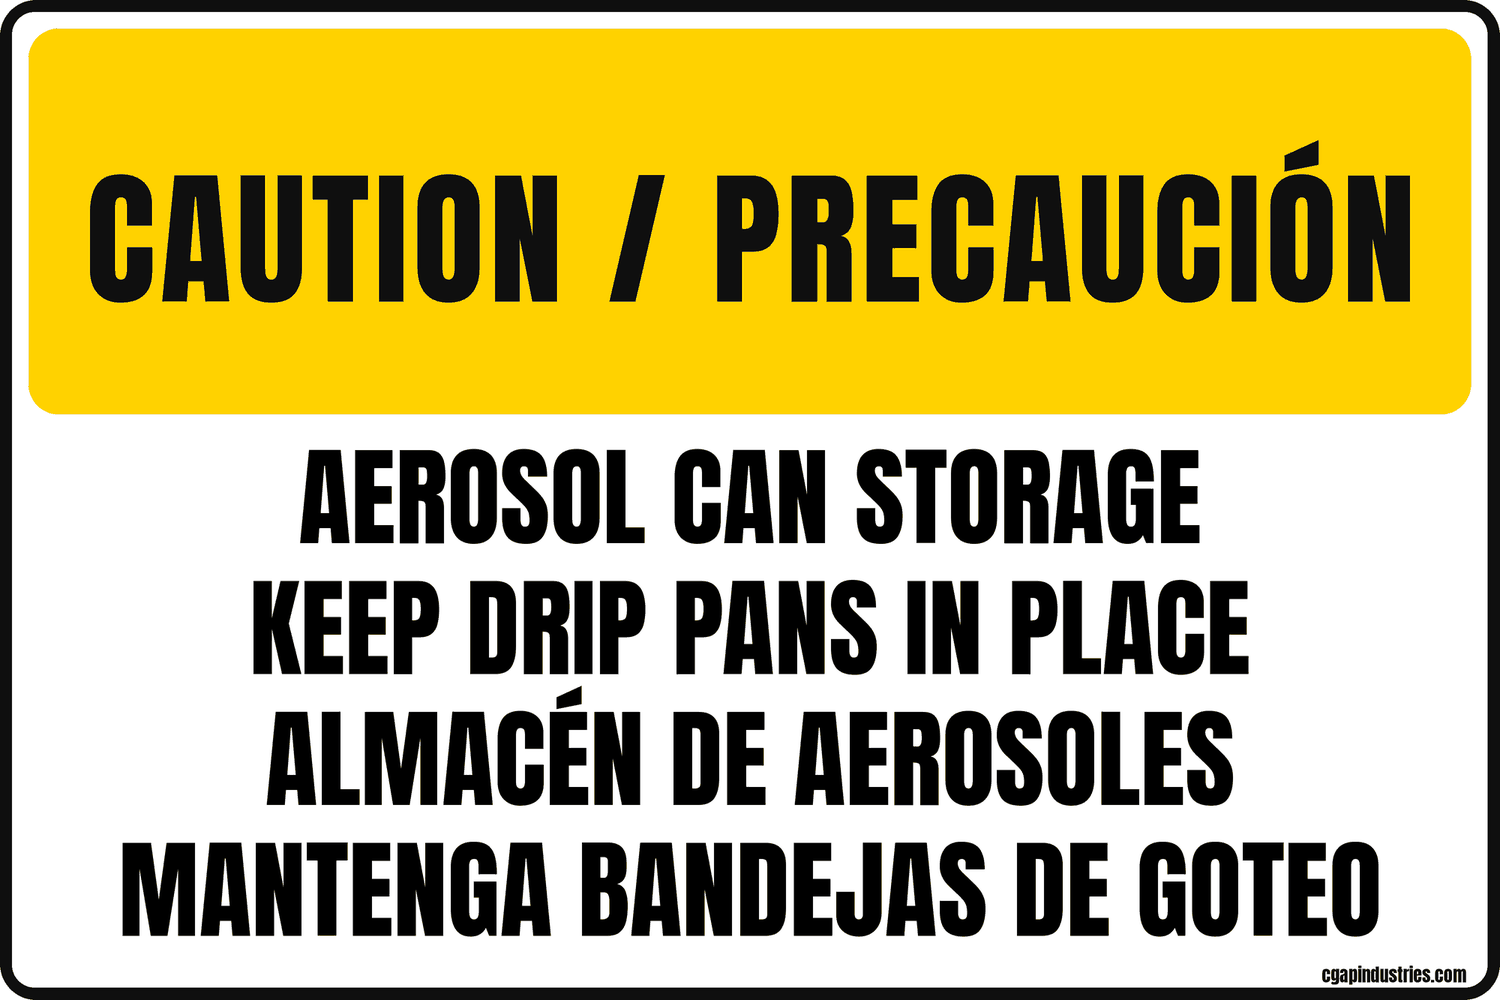 CAUTION / PRECAUCIÓN
AEROSOL CAN STORAGE
KEEP DRIP PANS IN PLACE
ALMACÉN DE AEROSOLES
MANTENGA BANDEJAS DE GOTEO
cgapindustries.com